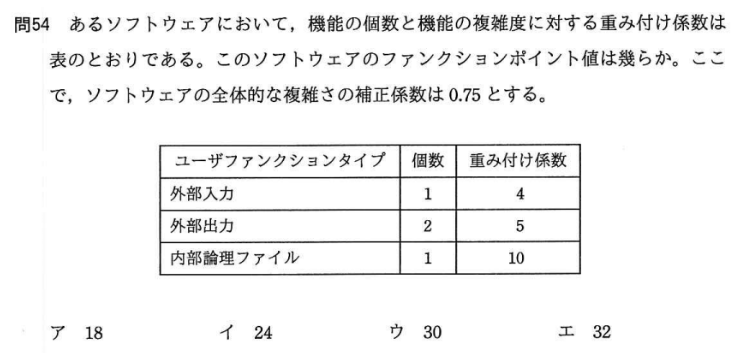 問54 あるソフトウェアにおいて，機能の個数と機能の複雑度に対する重み付け係数は
表のとおりである。このソフトウェアのファンクションポイント値は幾らか。ここ
で，ソフトウェアの全体的な複雑さの補正係数は0.75とする。
ユーザファンクションタイプ 個数 重み付け係数
外部入力 1 4
外部出力 2 5
内部論理ファイル 1 10
ア 18 イ 24 ウ 30 エ 32